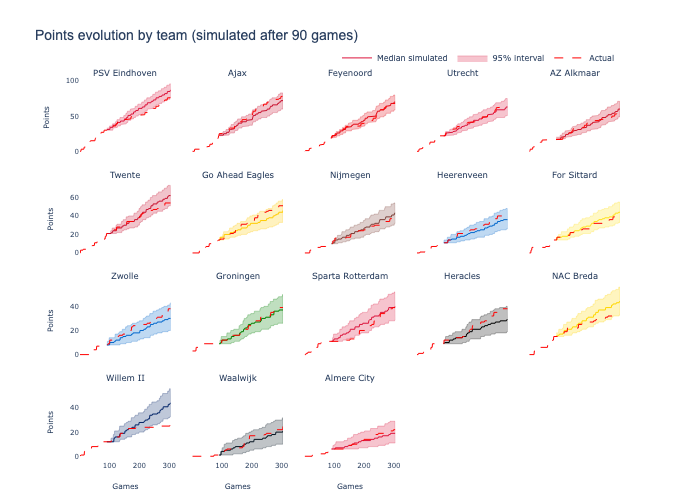 Points evolution by team (simulated after 90 games)
Median simulated 95% interval Actual
PSV Eindhoven Ajax Feyenoord Utrecht AZ Alkmaar
100
50
0
Points
Twente Go Ahead Eagles Nijmegen Heerenveen For Sittard
60
40
20
0
Points
Zwolle Groningen Sparta Rotterdam Heracles NAC Breda
40
20
0
Points
Willem II Waalwijk Almere City
40
20
0
Points
100 200 300 100 200 300 100 200 300
Games Games